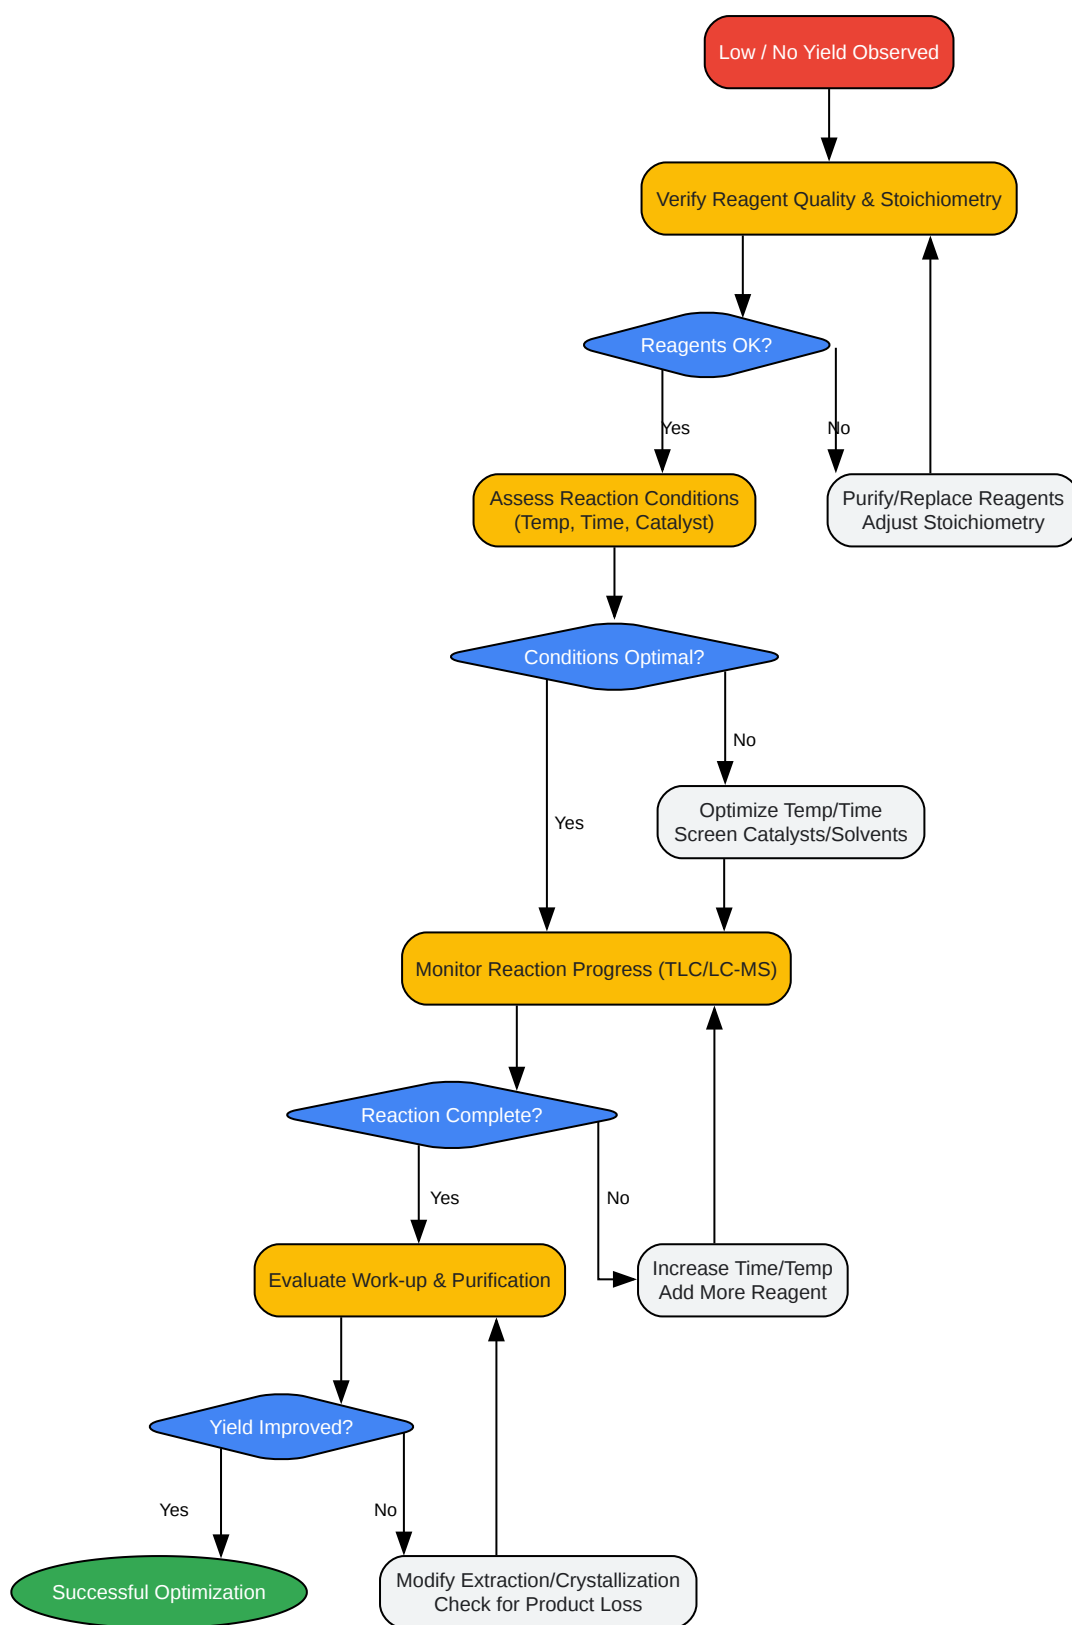 Low / No Yield Observed
Verify Reagent Quality & Stoichiometry
Reagents OK?
Yes
No
Assess Reaction Conditions
(Temp, Time, Catalyst)
Purify/Replace Reagents
Adjust Stoichiometry
Conditions Optimal?
No
Optimize Temp/Time
Screen Catalysts/Solvents
Yes
Monitor Reaction Progress (TLC/LC-MS)
Reaction Complete?
Yes
No
Evaluate Work-up & Purification
Increase Time/Temp
Add More Reagent
Yield Improved?
Yes
No
Successful Optimization
Modify Extraction/Crystallization
Check for Product Loss